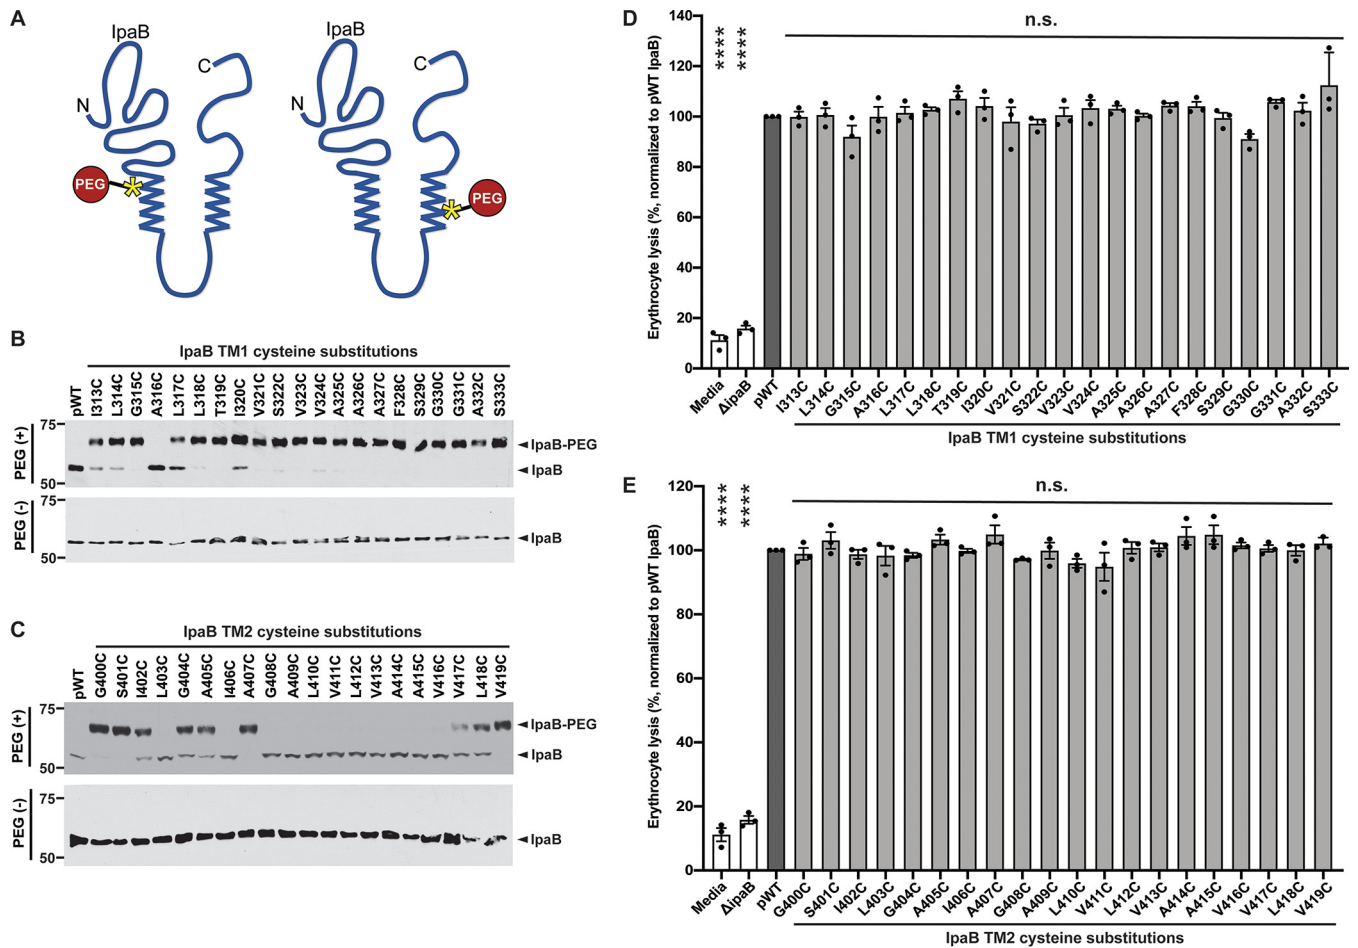 A
IpaB
N
C
PEG
IpaB
N
C
PEG
B
IpaB TM1 cysteine substitutions
pWT I313C L314C G315C A316C L317C L318C T319C I320C V321C S322C V323C V324C A325C A326C A327C F328C S329C G330C G331C A332C S333C
PEG (+)
75
50
IpaB-PEG
IpaB
PEG (-)
75
50
IpaB
C
IpaB TM2 cysteine substitutions
pWT G400C S401C I402C L403C G404C A405C I406C A407C G408C A409C L410C V411C L412C V413C A414C A415C V416C V417C L418C V419C
PEG (+)
75
50
IpaB-PEG
IpaB
PEG (-)
75
50
IpaB
D
Erythrocyte lysis (%, normalized to pWT IpaB)
140
120
100
80
60
40
20
0
**** ****
n.s.
Media ΔipaB pWT I313C L314C G315C A316C L317C L318C T319C I320C V321C S322C V323C V324C A325C A326C A327C F328C S329C G330C G331C A332C S333C
IpaB TM1 cysteine substitutions
E
Erythrocyte lysis (%, normalized to pWT IpaB)
120
100
80
60
40
20
0
**** ****
n.s.
Media ΔipaB pWT G400C S401C I402C L403C G404C A405C I406C A407C G408C A409C L410C V411C L412C V413C A414C A415C V416C V417C L418C V419C
IpaB TM2 cysteine substitutions